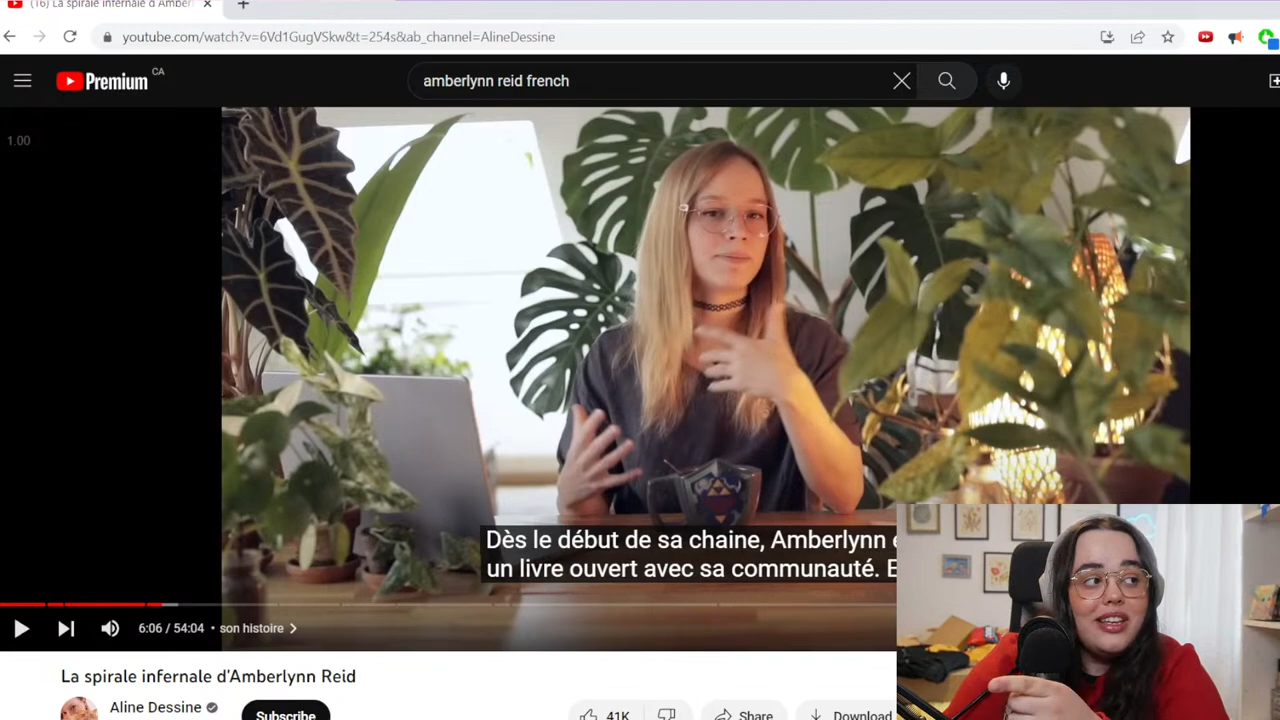 (16) La spirale infernale d'Amberl
youtube.com/watch?v=6Vd1GugVSkw&t=254s&ab_channel=AlineDessine
Premium CA
amberlynn reid french
1.00
Dès le début de sa chaine, Amberlynn
un livre ouvert avec sa communauté. E
6:06 / 54:04 • son histoire
La spirale infernale d'Amberlynn Reid
Aline Dessine
Subscribe
41K
Share
Download